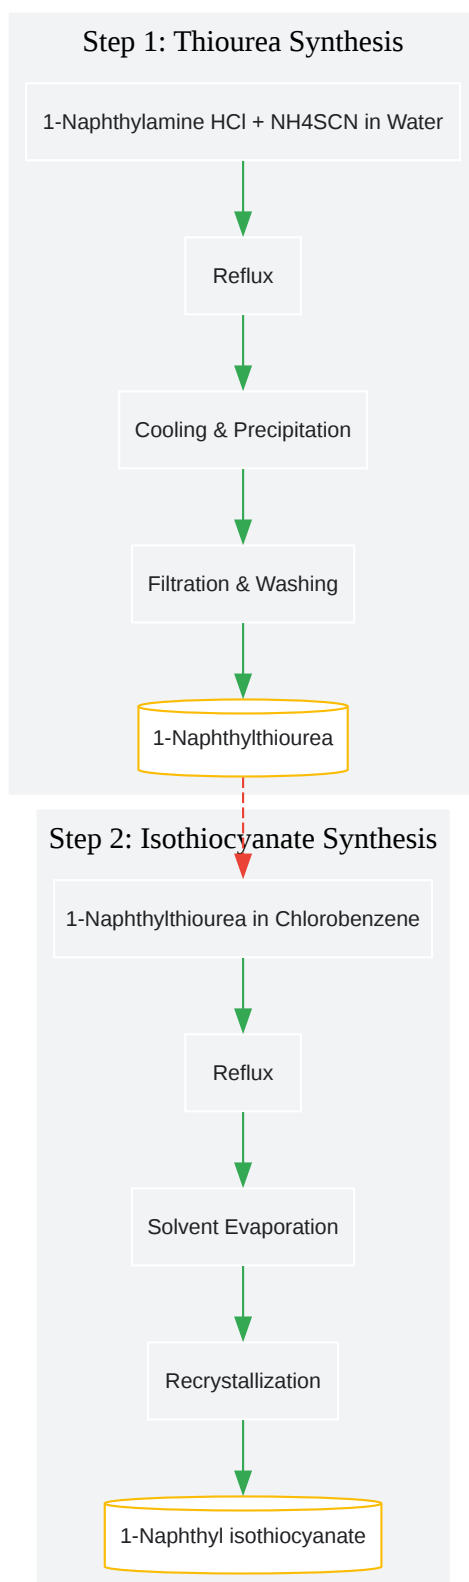 Step 1: Thiourea Synthesis
1-Naphthylamine HCl + NH4SCN in Water
Reflux
Cooling & Precipitation
Filtration & Washing
1-Naphthylthiourea
Step 2: Isothiocyanate Synthesis
1-Naphthylthiourea in Chlorobenzene
Reflux
Solvent Evaporation
Recrystallization
1-Naphthyl isothiocyanate